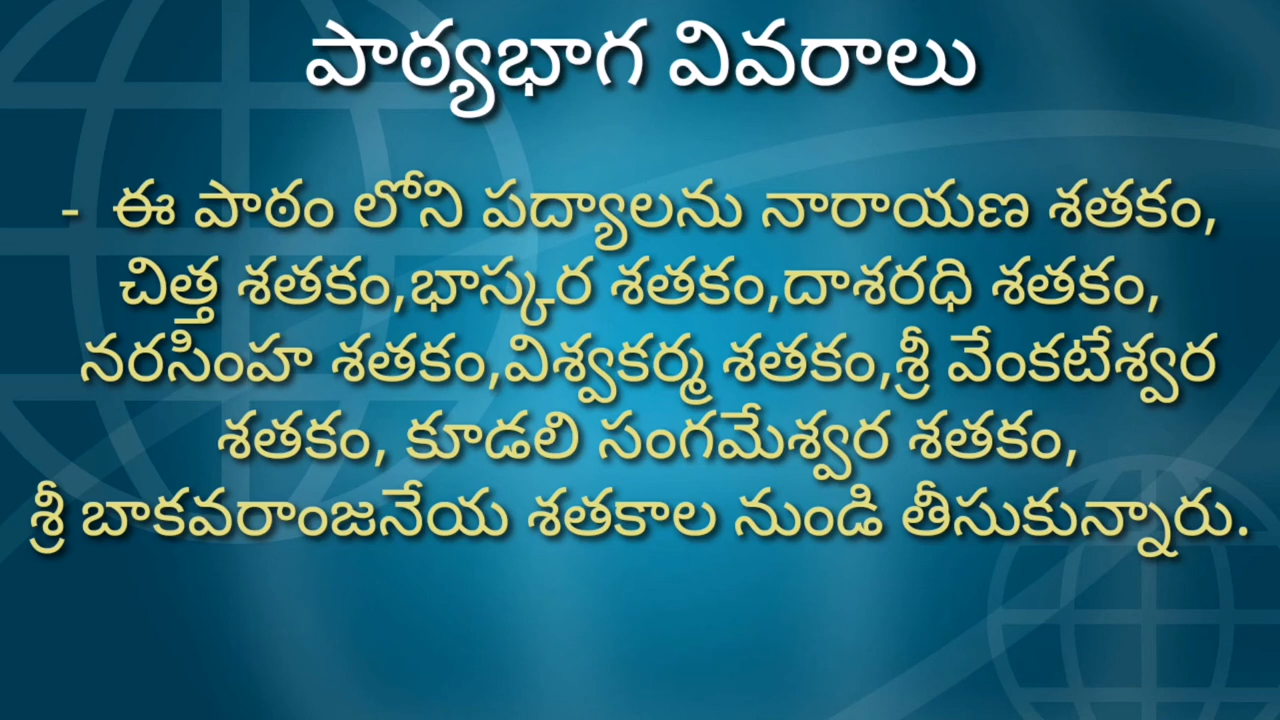 పాఠ్యభాగ వివరాలు
- ఈ పాఠం లోని పద్యాలను నారాయణ శతకం,
చిత్త శతకం,భాస్కర శతకం,దాశరధి శతకం,
నరసింహ శతకం,విశ్వకర్మ శతకం,శ్రీ వేంకటేశ్వర
శతకం, కూడలి సంగమేశ్వర శతకం,
శ్రీ బాకవరాంజనేయ శతకాల నుండి తీసుకున్నారు.